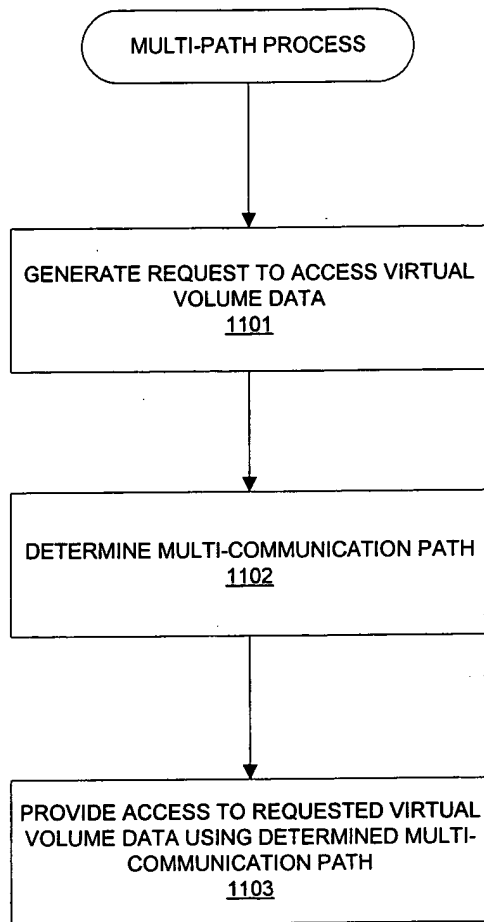 MULTI-PATH PROCESS
GENERATE REQUEST TO ACCESS VIRTUAL
VOLUME DATA
1101
DETERMINE MULTI-COMMUNICATION PATH
1102
PROVIDE ACCESS TO REQUESTED VIRTUAL
VOLUME DATA USING DETERMINED MULTI-
COMMUNICATION PATH
1103